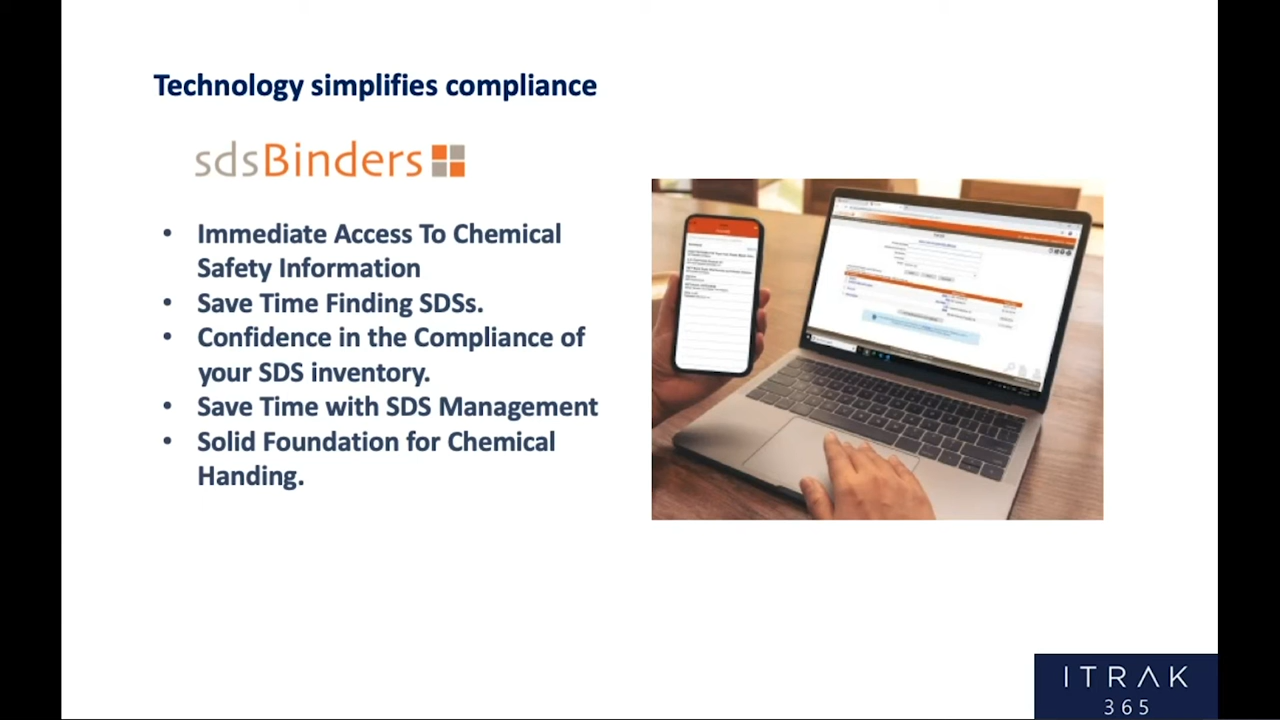 Technology simplifies compliance
sdsBinders
• Immediate Access To Chemical
Safety Information
• Save Time Finding SDSs.
• Confidence in the Compliance of
your SDS inventory.
• Save Time with SDS Management
• Solid Foundation for Chemical
Handing.
ITRAK
365